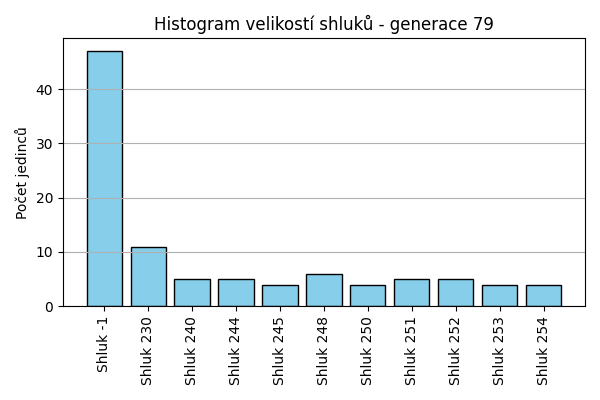 Histogram velikostí shluků - generace 79
Počet jedinců
40
30
20
10
0
Shluk -1
Shluk 230
Shluk 240
Shluk 244
Shluk 245
Shluk 248
Shluk 250
Shluk 251
Shluk 252
Shluk 253
Shluk 254